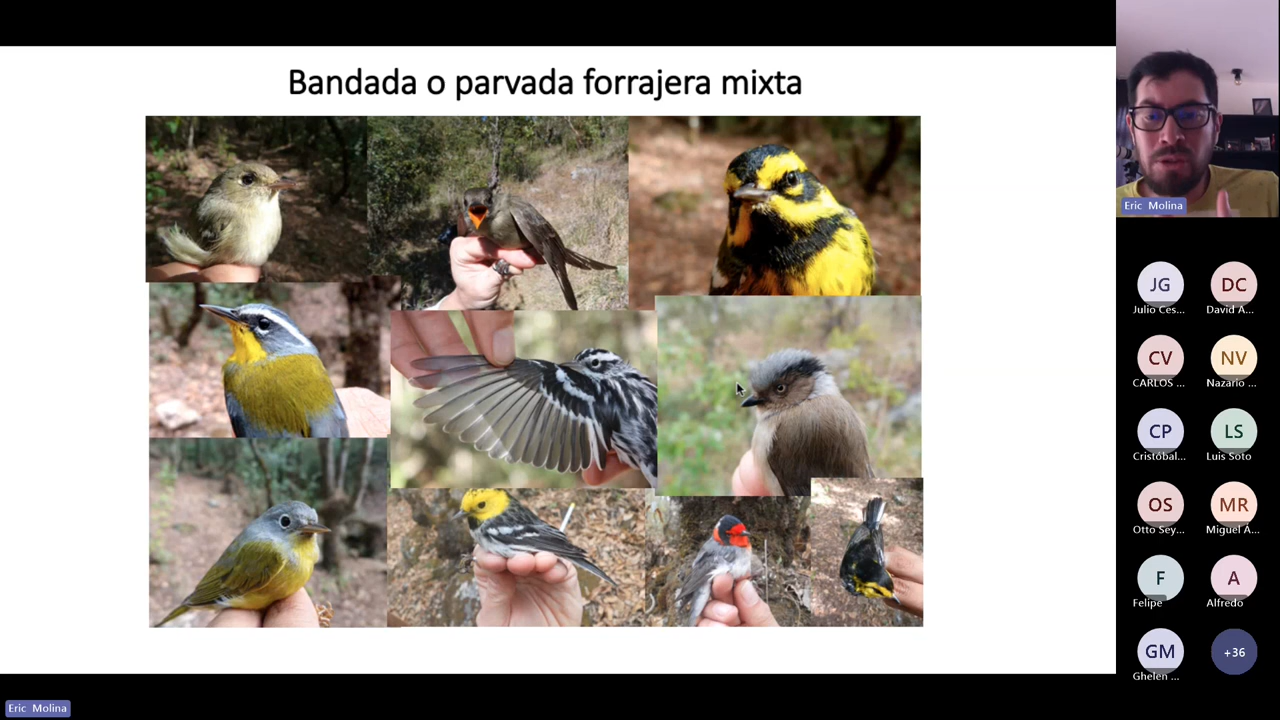 Bandada o parvada forrajera mixta
Eric Molina
JG
Julio Ces...
DC
David A...
CV
CARLOS ...
NV
Nazario ...
CP
Cristóbal...
LS
Luis Soto
OS
Otto Sey...
MR
Miguel Á...
F
Felipe
A
Alfredo
GM
Ghelen ...
+36
Eric Molina